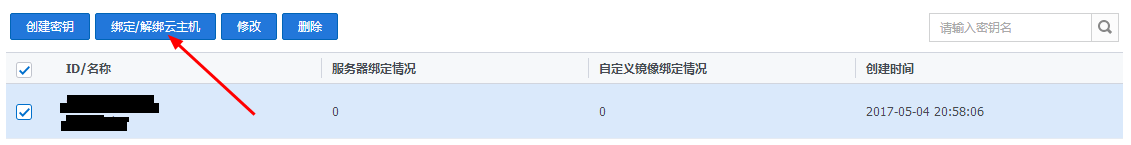 创建密钥 绑定/解绑云主机 修改 删除 请输入密钥名
ID/名称 服务器绑定情况 自定义镜像绑定情况 创建时间
0 0 2017-05-04 20:58:06